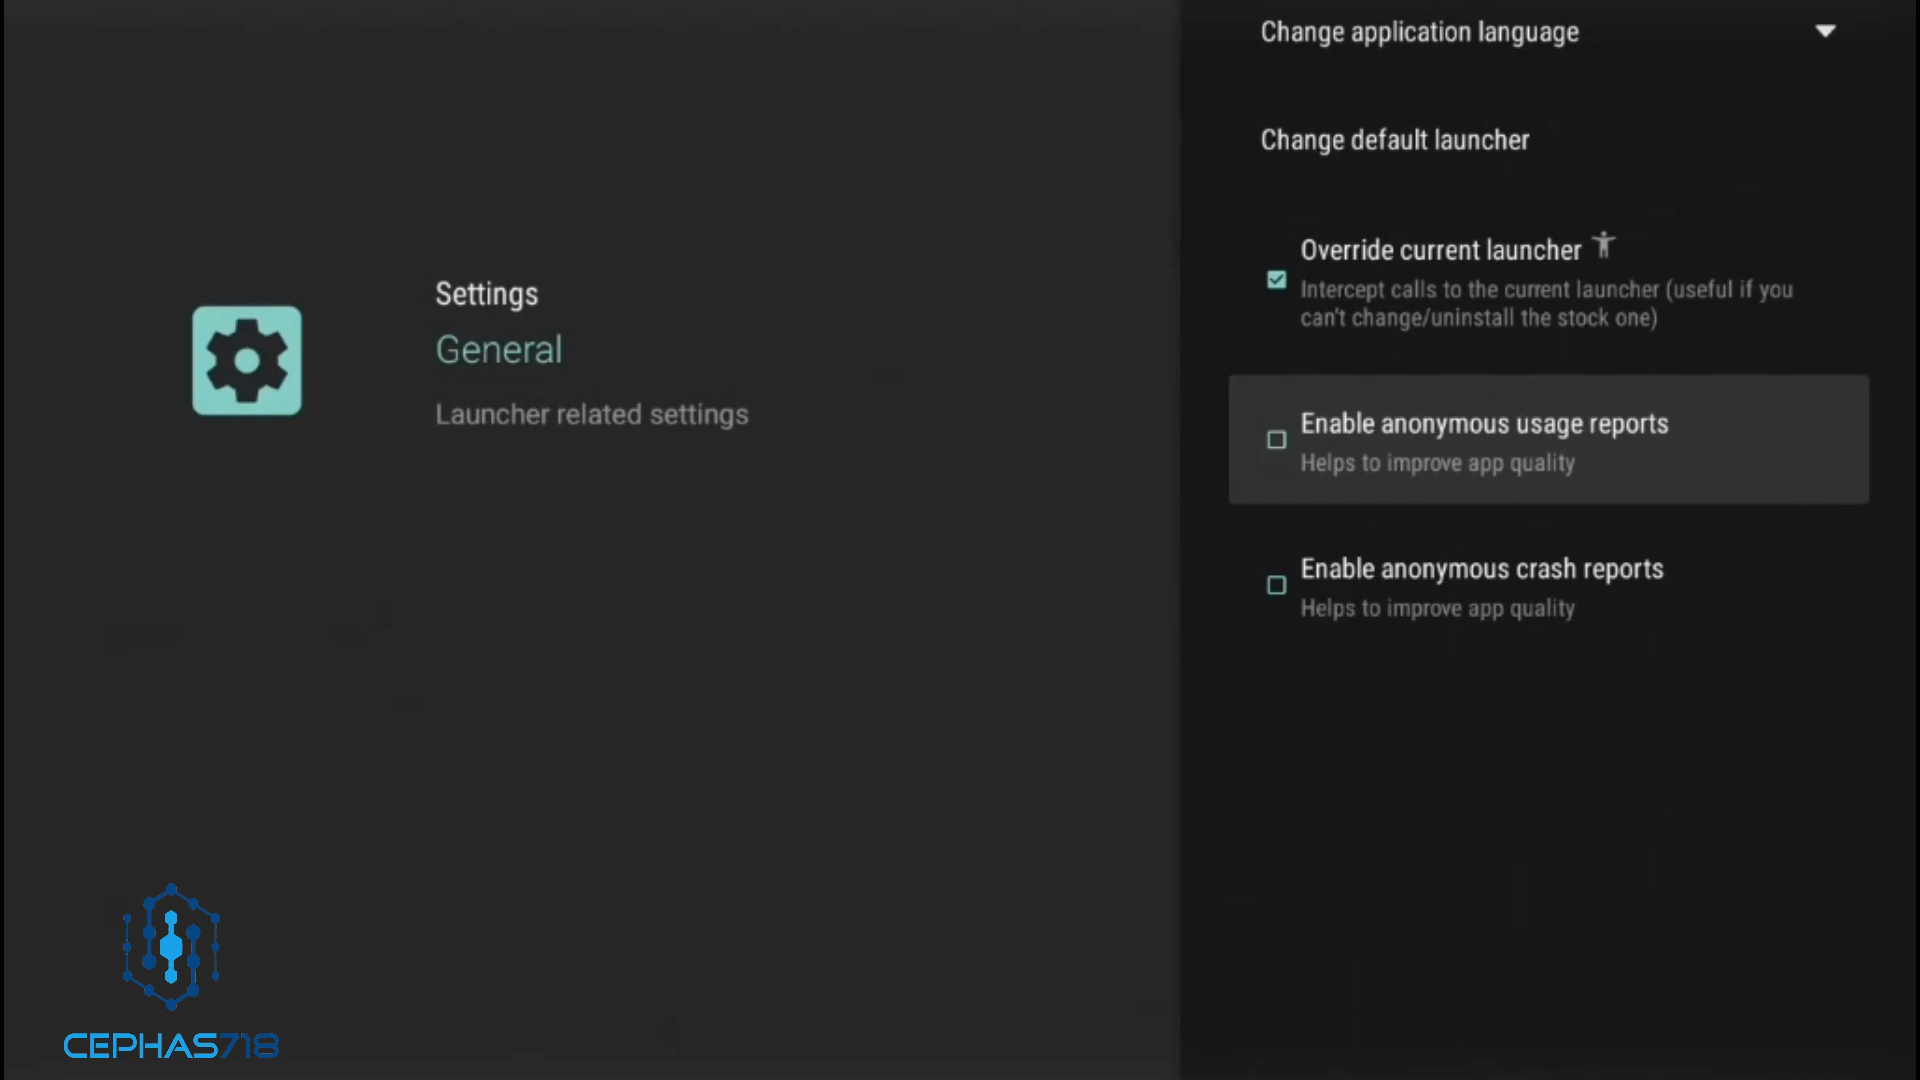 Settings
General
Launcher related settings
Change application language
Change default launcher
Override current launcher
Intercept calls to the current launcher (useful if you
can't change/uninstall the stock one)
Enable anonymous usage reports
Helps to improve app quality
Enable anonymous crash reports
Helps to improve app quality
CEPHAS718